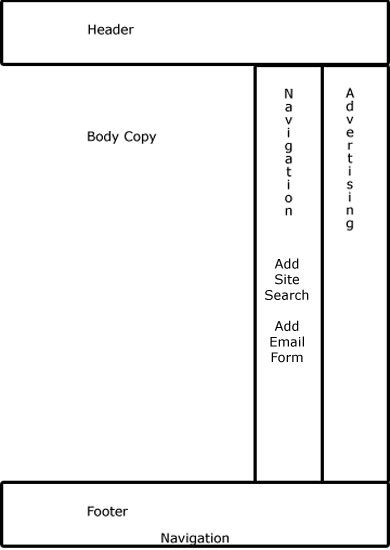 Header
Body Copy
Navigation
Add
Site
Search
Add
Email
Form
Advertising
Footer
Navigation